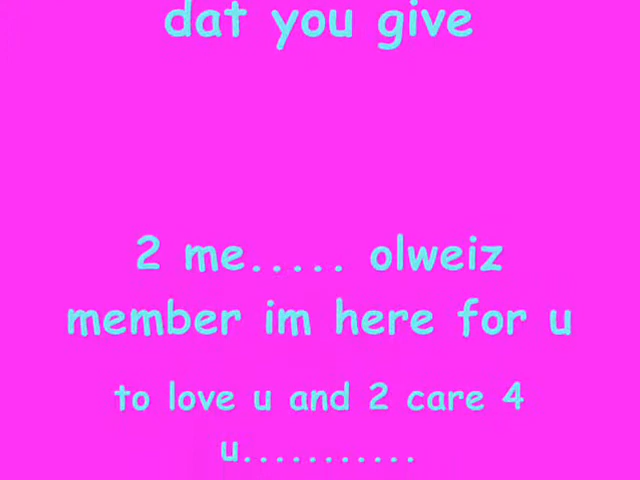 dat you give
2 me..... olweiz
member im here for u
to love u and 2 care 4
u...........